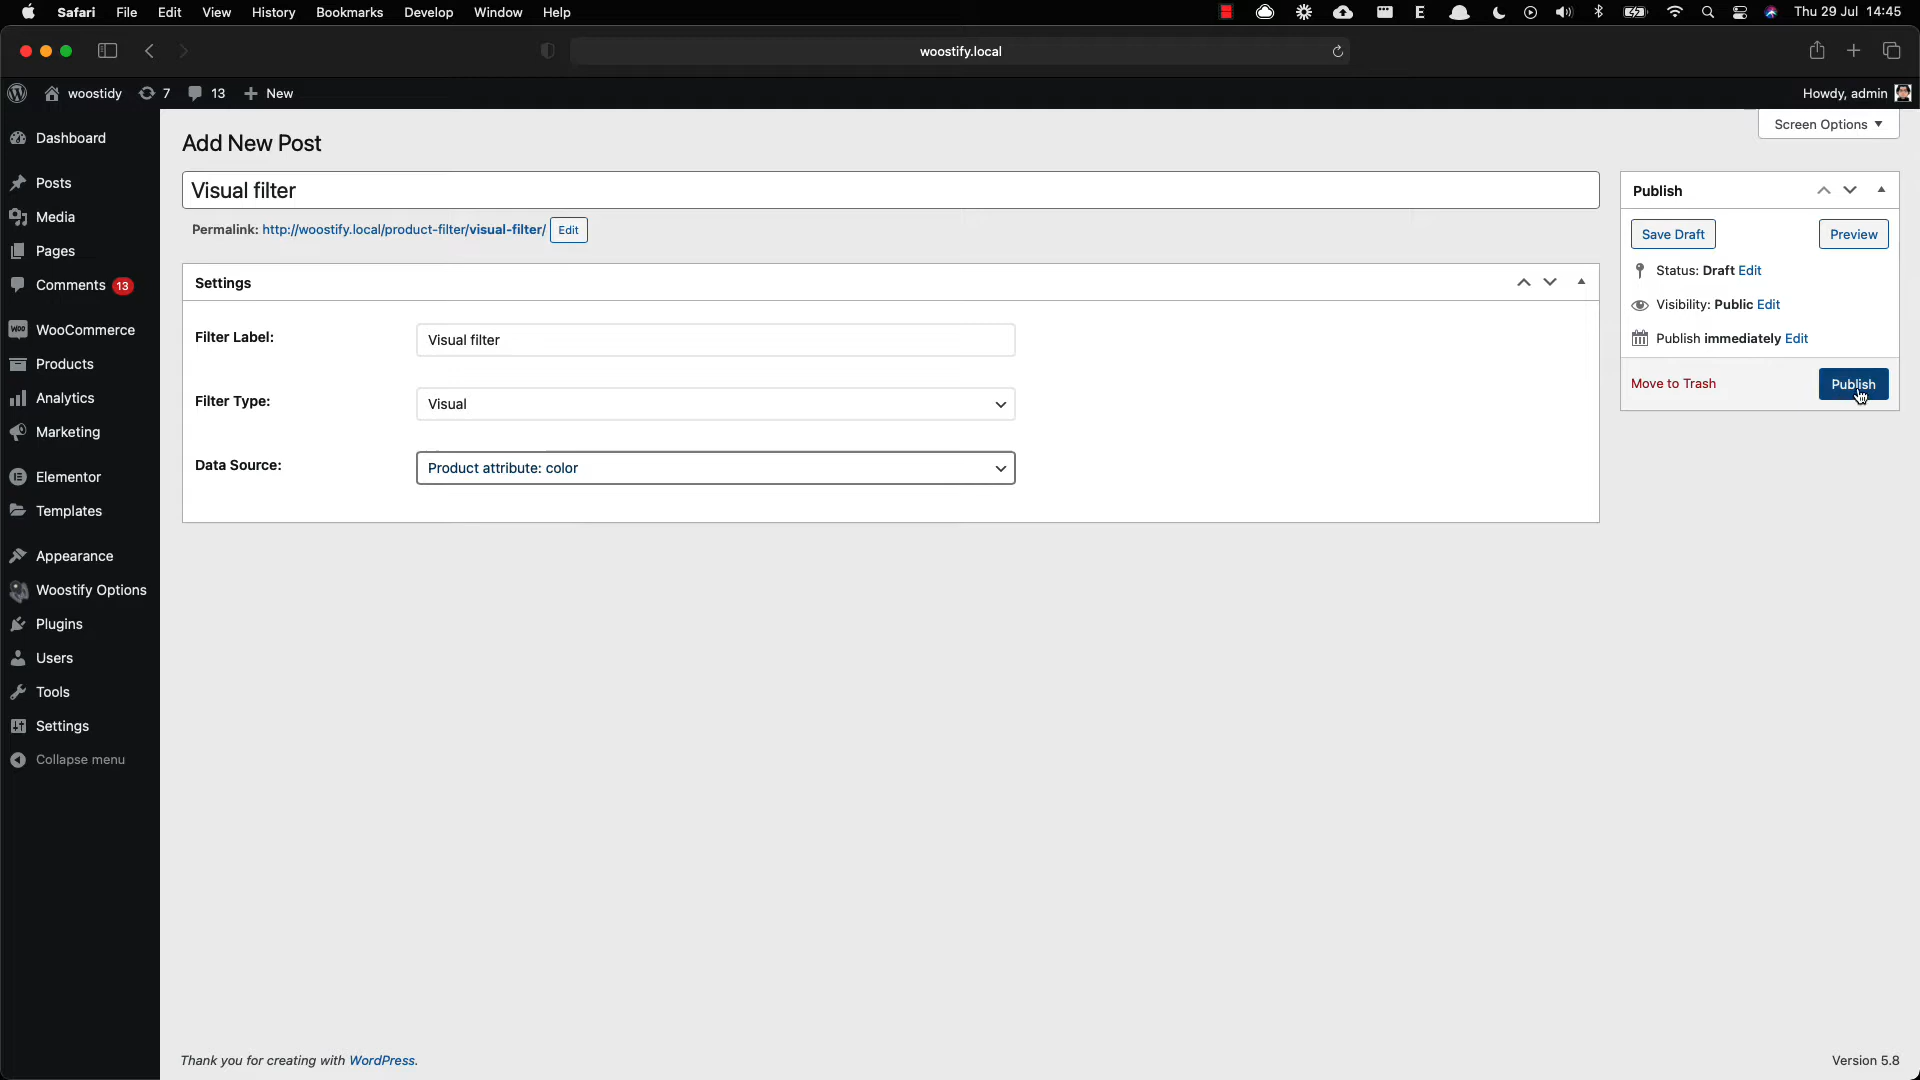 Safari File Edit View History Bookmarks Develop Window Help E Thu 29 Jul 14:45
woostify.local
woostidy 7 13 New Howdy, admin
Screen Options
Dashboard
Posts
Media
Pages
Comments 13
WOO WooCommerce
Products
Analytics
Marketing
Elementor
Templates
Appearance
Woostify Options
Plugins
Users
Tools
Settings
Collapse menu
Add New Post
Visual filter
Permalink: http://woostify.local/product-filter/visual-filter/ Edit
Settings
Filter Label: Visual filter
Filter Type: Visual
Data Source: Product attribute: color
Publish
Save Draft Preview
Status: Draft Edit
Visibility: Public Edit
Publish immediately Edit
Move to Trash Publish
Thank you for creating with WordPress. Version 5.8